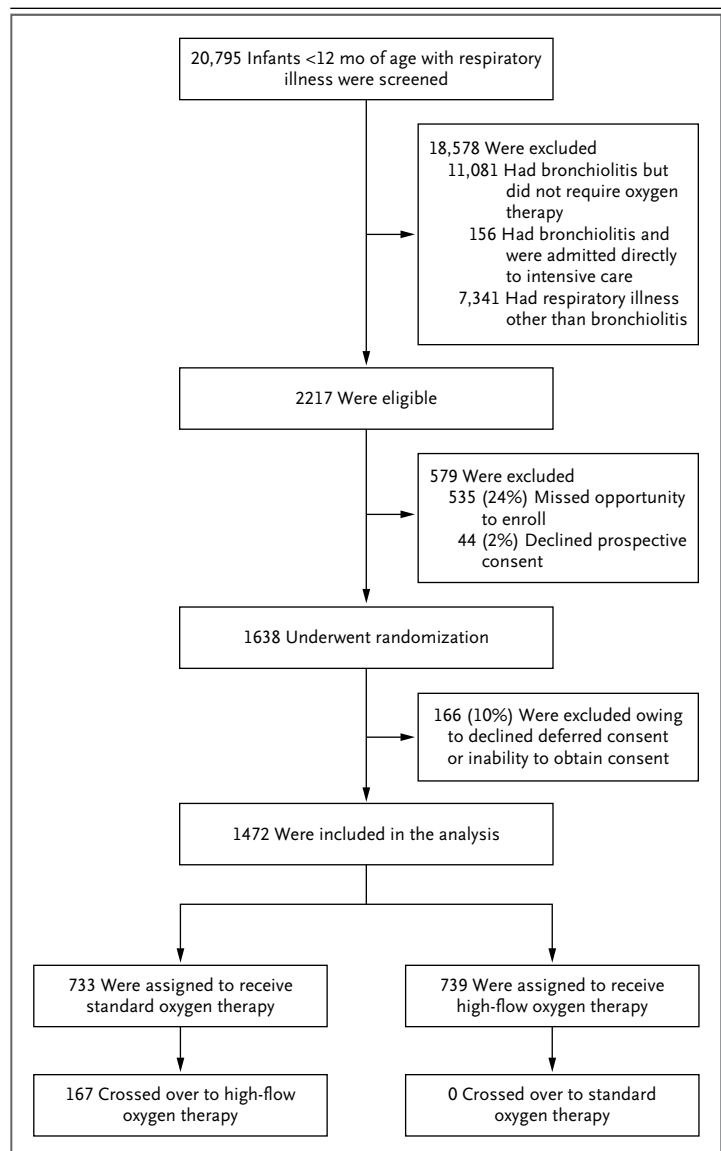 20,795 Infants <12 mo of age with respiratory
illness were screened
18,578 Were excluded
11,081 Had bronchiolitis but
did not require oxygen
therapy
156 Had bronchiolitis and
were admitted directly
to intensive care
7,341 Had respiratory illness
other than bronchiolitis
2217 Were eligible
579 Were excluded
535 (24%) Missed opportunity
to enroll
44 (2%) Declined prospective
consent
1638 Underwent randomization
166 (10%) Were excluded owing
to declined deferred consent
or inability to obtain consent
1472 Were included in the analysis
733 Were assigned to receive
standard oxygen therapy
739 Were assigned to receive
high-flow oxygen therapy
167 Crossed over to high-flow
oxygen therapy
0 Crossed over to standard
oxygen therapy